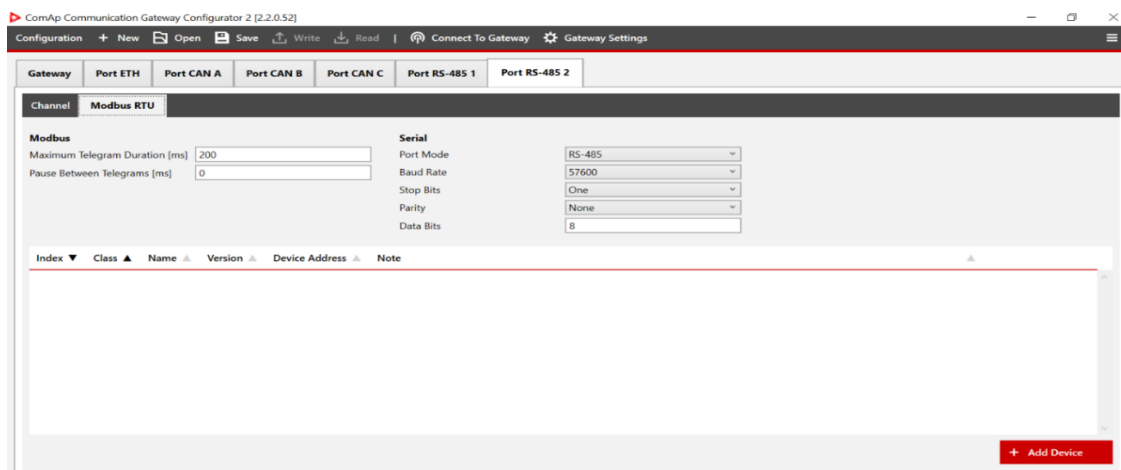 ComAp Communication Gateway Configurator 2 [2.2.0.52]
Configuration + New Open Save Write Read | Connect To Gateway Gateway Settings
Gateway Port ETH Port CAN A Port CAN B Port CAN C Port RS-485 1 Port RS-485 2
Channel Modbus RTU
Modbus Serial
Maximum Telegram Duration [ms] 200 Port Mode RS-485
Pause Between Telegrams [ms] 0 Baud Rate 57600
Stop Bits One
Parity None
Data Bits 8
Index Class Name Version Device Address Note
+ Add Device